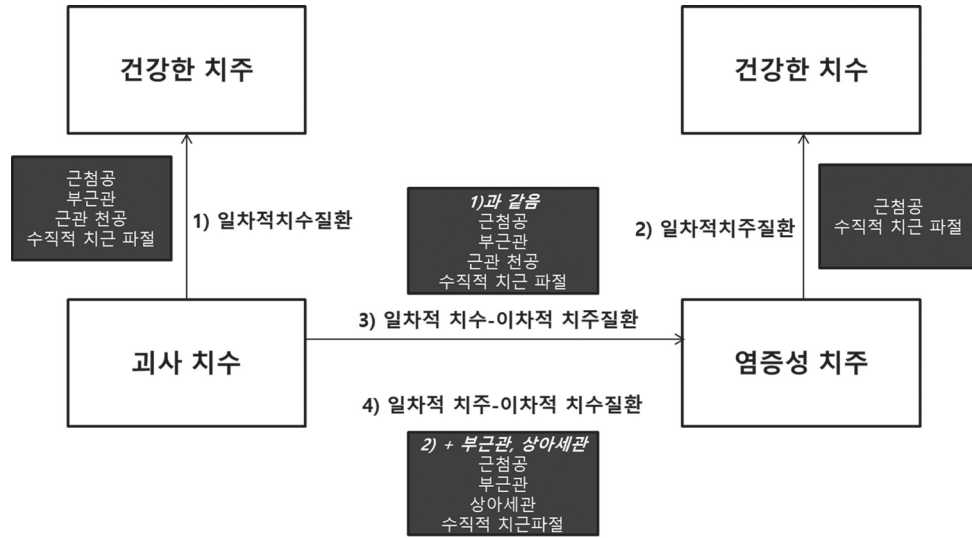 건강한 치주
건강한 치수
근첨공
부근관
근관 천공
수직적 치근 파절
1) 일차적치수질환
1)과 같음
근첨공
부근관
근관 천공
수직적 치근 파절
2) 일차적치주질환
근첨공
수직적 치근 파절
괴사 치수
3) 일차적 치수-이차적 치주질환
염증성 치주
4) 일차적 치주-이차적 치수질환
2) + 부근관, 상아세관
근첨공
부근관
상아세관
수직적 치근파절